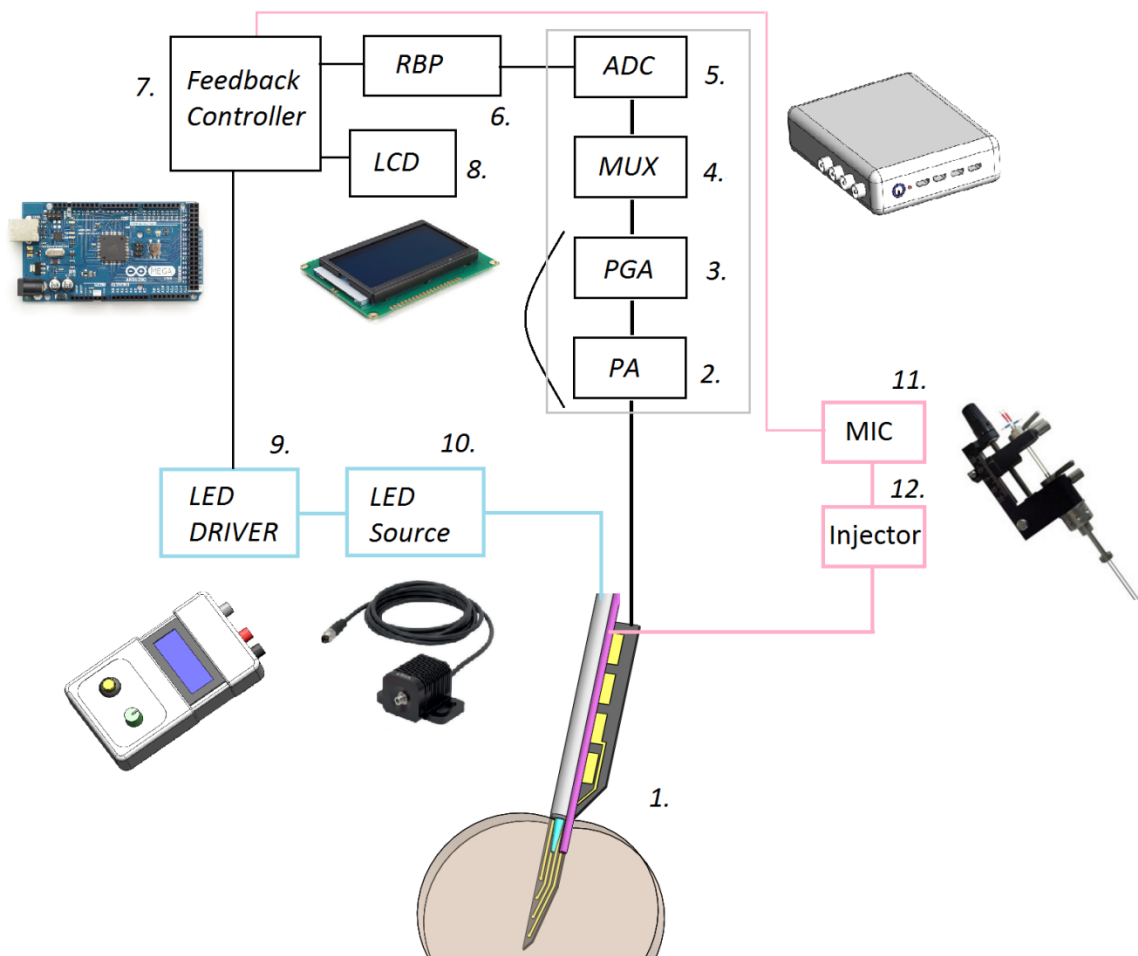 7.
Feedback
Controller
RBP
6.
LCD
8.
ADC
5.
MUX
4.
PGA
3.
PA
2.
MEGA
11.
MIC
12.
Injector
9.
LED
DRIVER
10.
LED
Source
1.